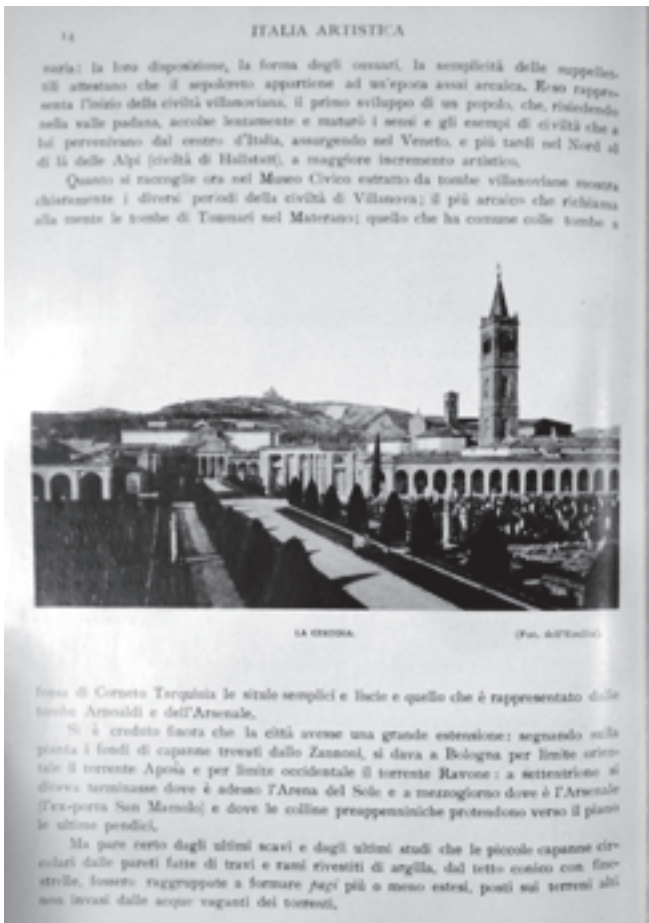 14
ITALIA ARTISTICA
naria: la loro disposizione, la forma degli ossuari, la semplicità delle suppellet-
tili attestano che il sepolcreto appartiene ad un'epoca assai arcaica. Esso rappre-
senta l'inizio della civiltà villanoviana, il primo sviluppo di un popolo, che, risiedendo
nella valle padana, accolse lentamente e maturò i sensi e gli esempi di civiltà che a
lui pervenivano dal centro d'Italia, assurgendo nel Veneto, e più tardi nel Nord al
di là delle Alpi (civiltà di Hallstatt), a maggiore incremento artistico.
Quanto si raccoglie ora nel Museo Civico estratto da tombe villanoviane mostra
chiaramente i diversi periodi della civiltà di Villanova; il più arcaico che richiama
alla mente le tombe di Timmari nel Materano; quello che ha comune colle tombe a
LA CERTOSA.
(Fot. dell'Emilia).
fossa di Corneto Tarquinia le situle semplici e liscie e quello che è rappresentato dalle
tombe Arnoaldi e dell'Arsenale.
Si è creduto finora che la città avesse una grande estensione: segnando sulla
pianta i fondi di capanne trovati dallo Zannoni, si dava a Bologna per limite orien-
tale il torrente Aposa e per limite occidentale il torrente Ravone: a settentrione si
diceva terminasse dove è adesso l'Arena del Sole e a mezzogiorno dove è l'Arsenale
(l'ex-porta San Mamolo) e dove le colline preappenniniche protendono verso il piano
le ultime pendici.
Ma pare certo dagli ultimi scavi e dagli ultimi studi che le piccole capanne cir-
colari dalle pareti fatte di travi e rami rivestiti di argilla, dal tetto conico con fine-
strelle, fossero raggruppate a formare pagi più o meno estesi, posti sui terreni alti
non invasi dalle acque vaganti dei torrenti.